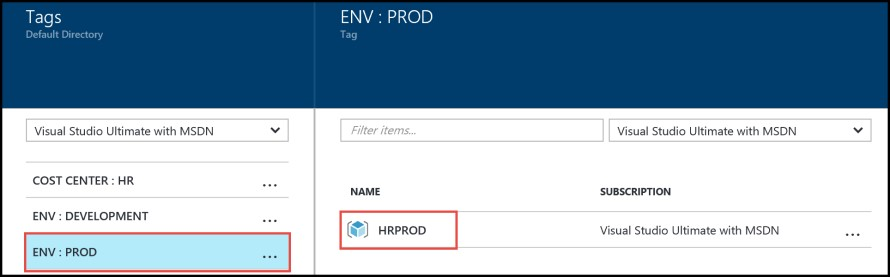 Tags
Default Directory
Visual Studio Ultimate with MSDN
COST CENTER : HR
...
ENV : DEVELOPMENT
...
ENV : PROD
...
ENV : PROD
Tag
Filter items...
Visual Studio Ultimate with MSDN
NAME SUBSCRIPTION
HRPROD Visual Studio Ultimate with MSDN ...